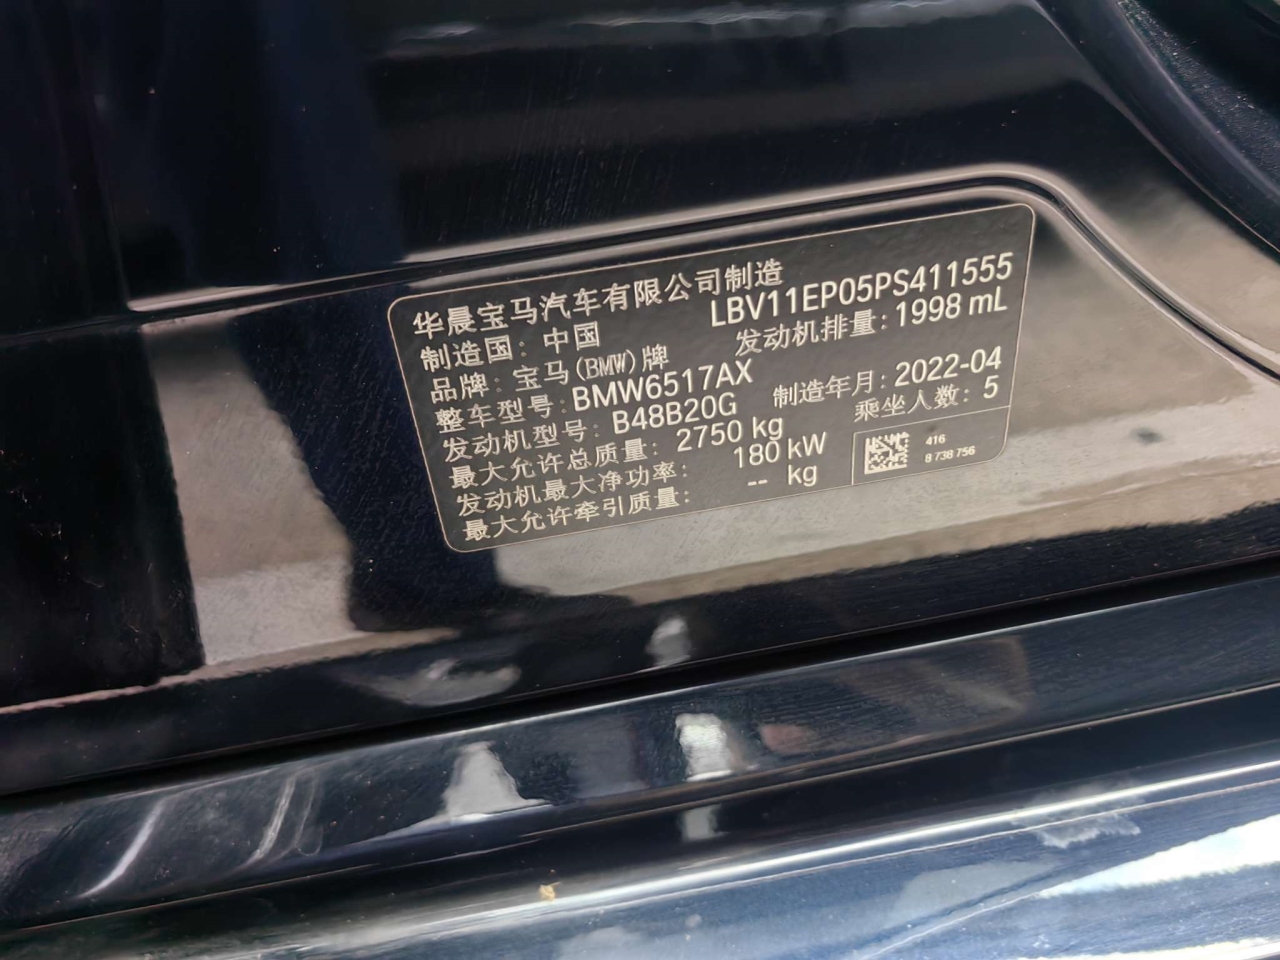 华晨宝马汽车有限公司制造
制造国: 中国 LBV11EP05PS411555
品牌: 宝马(BMW)牌 发动机排量: 1998 mL
整车型号: BMW6517AX
发动机型号: B48B20G 制造年月: 2022-04
最大允许总质量: 2750 kg 乘坐人数: 5
发动机最大净功率: 180 kW
最大允许牵引质量: -- kg
416
8 738 756